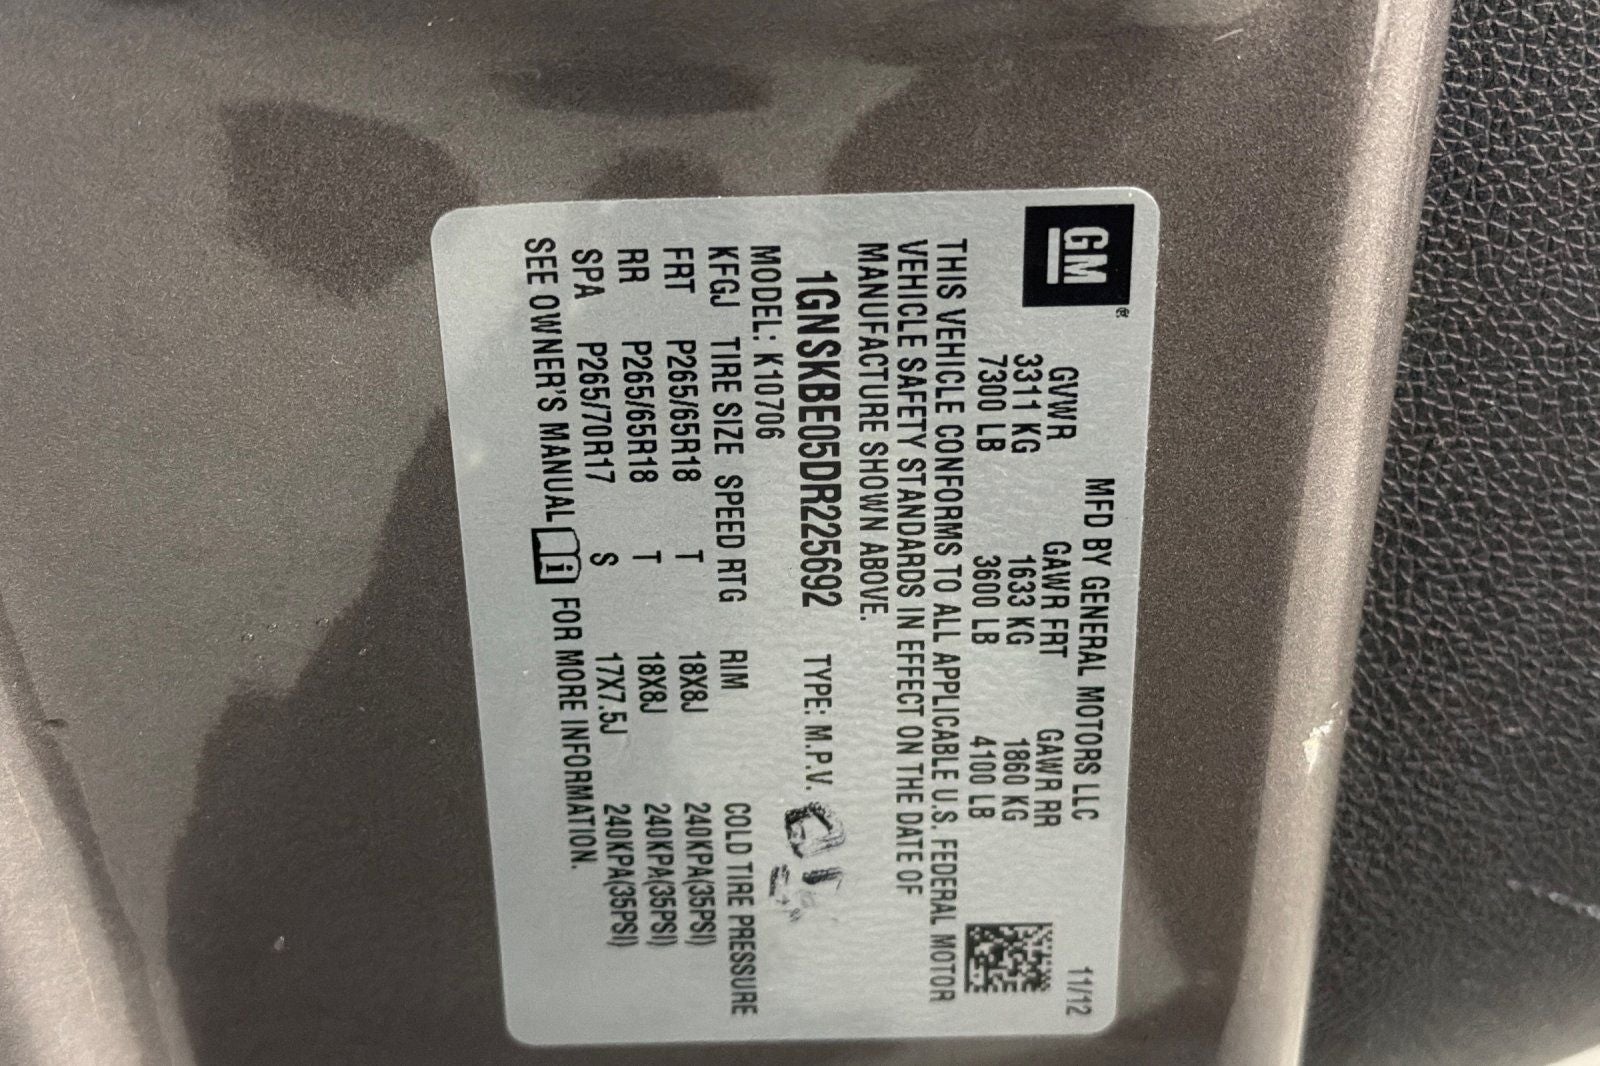 GM®
MFD BY GENERAL MOTORS LLC 11/12
GVWR GAWR FRT GAWR RR
3311 KG 1633 KG 1860 KG
7300 LB 3600 LB 4100 LB
THIS VEHICLE CONFORMS TO ALL APPLICABLE U.S. FEDERAL MOTOR
VEHICLE SAFETY STANDARDS IN EFFECT ON THE DATE OF
MANUFACTURE SHOWN ABOVE.
1GNSKBE05DR225692 TYPE: M.P.V.
MODEL: K10706
KFGJ TIRE SIZE SPEED RTG RIM COLD TIRE PRESSURE
FRT P265/65R18 T 18X8J 240KPA(35PSI)
RR P265/65R18 T 18X8J 240KPA(35PSI)
SPA P265/70R17 S 17X7.5J 240KPA(35PSI)
SEE OWNER'S MANUAL i FOR MORE INFORMATION.